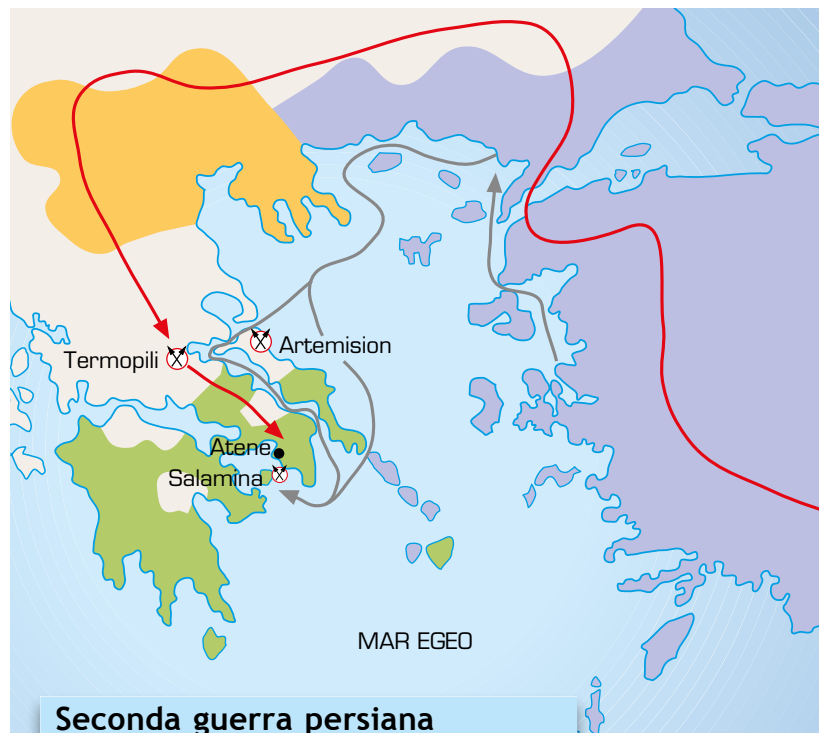 Termopili
Artemision
Atene
Salamina
MAR EGEO
Seconda guerra persiana